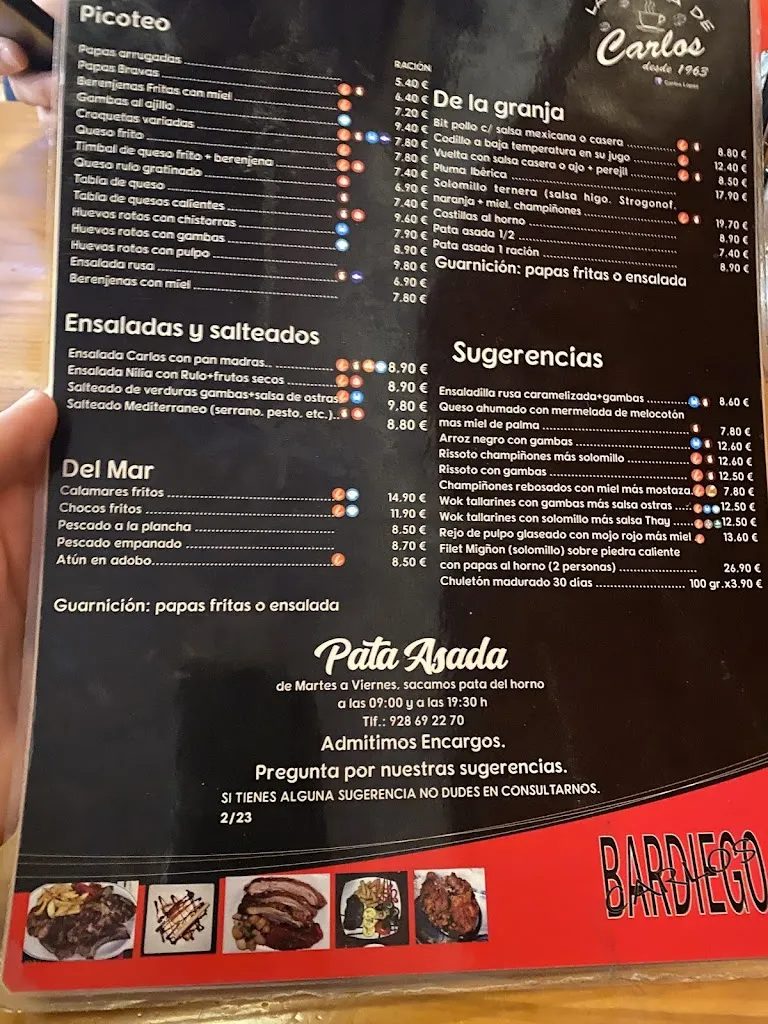 Picoteo
RACIÓN
Papas arrugadas 5.40 €
Papas Bravas 6.40 €
Berenjenas Fritas con miel 7.20 €
Gambas al ajillo 9.40 €
Croquetas variadas 7.80 €
Queso frito 7.80 €
Timbal de queso frito + berenjena 7.40 €
Queso rulo gratinado 6.90 €
Tabla de queso 7.40 €
Tabla de quesos calientes 9.60 €
Huevos rotos con chistorras 7.90 €
Huevos rotos con gambas 8.90 €
Huevos rotos con pulpo 9.80 €
Ensalada rusa 6.90 €
Berenjenas con miel 7.80 €
Ensaladas y salteados
Ensalada Carlos con pan madras.. 8.90 €
Ensalada Nilia con Rulo+frutos secos 8.90 €
Salteado de verduras gambas+salsa de ostras 9.80 €
Salteado Mediterraneo (serrano, pesto, etc.).. 8.80 €
Del Mar
Calamares fritos 14.90 €
Chocos fritos 11.90 €
Pescado a la plancha 8.50 €
Pescado empanado 8.70 €
Atún en adobo 8.50 €
Guarnición: papas fritas o ensalada
DE
Carlos
desde 1963
Carlos Lopez
De la granja
Bit pollo c/ salsa mexicana o casera 8.80 €
Codillo a baja temperatura en su jugo 12.40 €
Vuelta con salsa casera o ajo + perejil 8.50 €
Pluma Ibérica 17.90 €
Solomillo ternera (salsa higo. Strogonof,
naranja + miel, champiñones 19.70 €
Costillas al horno 8.90 €
Pata asada 1/2 7.40 €
Pata asada 1 ración 8.90 €
Guarnición: papas fritas o ensalada
Sugerencias
Ensaladilla rusa caramelizada+gambas 8.60 €
Queso ahumado con mermelada de melocotón
mas miel de palma 7.80 €
Arroz negro con gambas 12.60 €
Rissoto champiñones más solomillo 12.60 €
Rissoto con gambas 12.50 €
Champiñones rebosados con miel más mostaza. 7.80 €
Wok tallarines con gambas más salsa ostras 12.50 €
Wok tallarines con solomillo más salsa Thay 12.50 €
Rejo de pulpo glaseado con mojo rojo más miel 13.60 €
Filet Migñon (solomillo) sobre piedra caliente
con papas al horno (2 personas) 26.90 €
Chuletón madurado 30 días 100 gr.x3.90 €
Pata Asada
de Martes a Viernes, sacamos pata del horno
a las 09:00 y a las 19:30 h
Tlf.: 928 69 22 70
Admitimos Encargos.
Pregunta por nuestras sugerencias.
SI TIENES ALGUNA SUGERENCIA NO DUDES EN CONSULTARNOS.
2/23
BARDIEGO
CARLOS